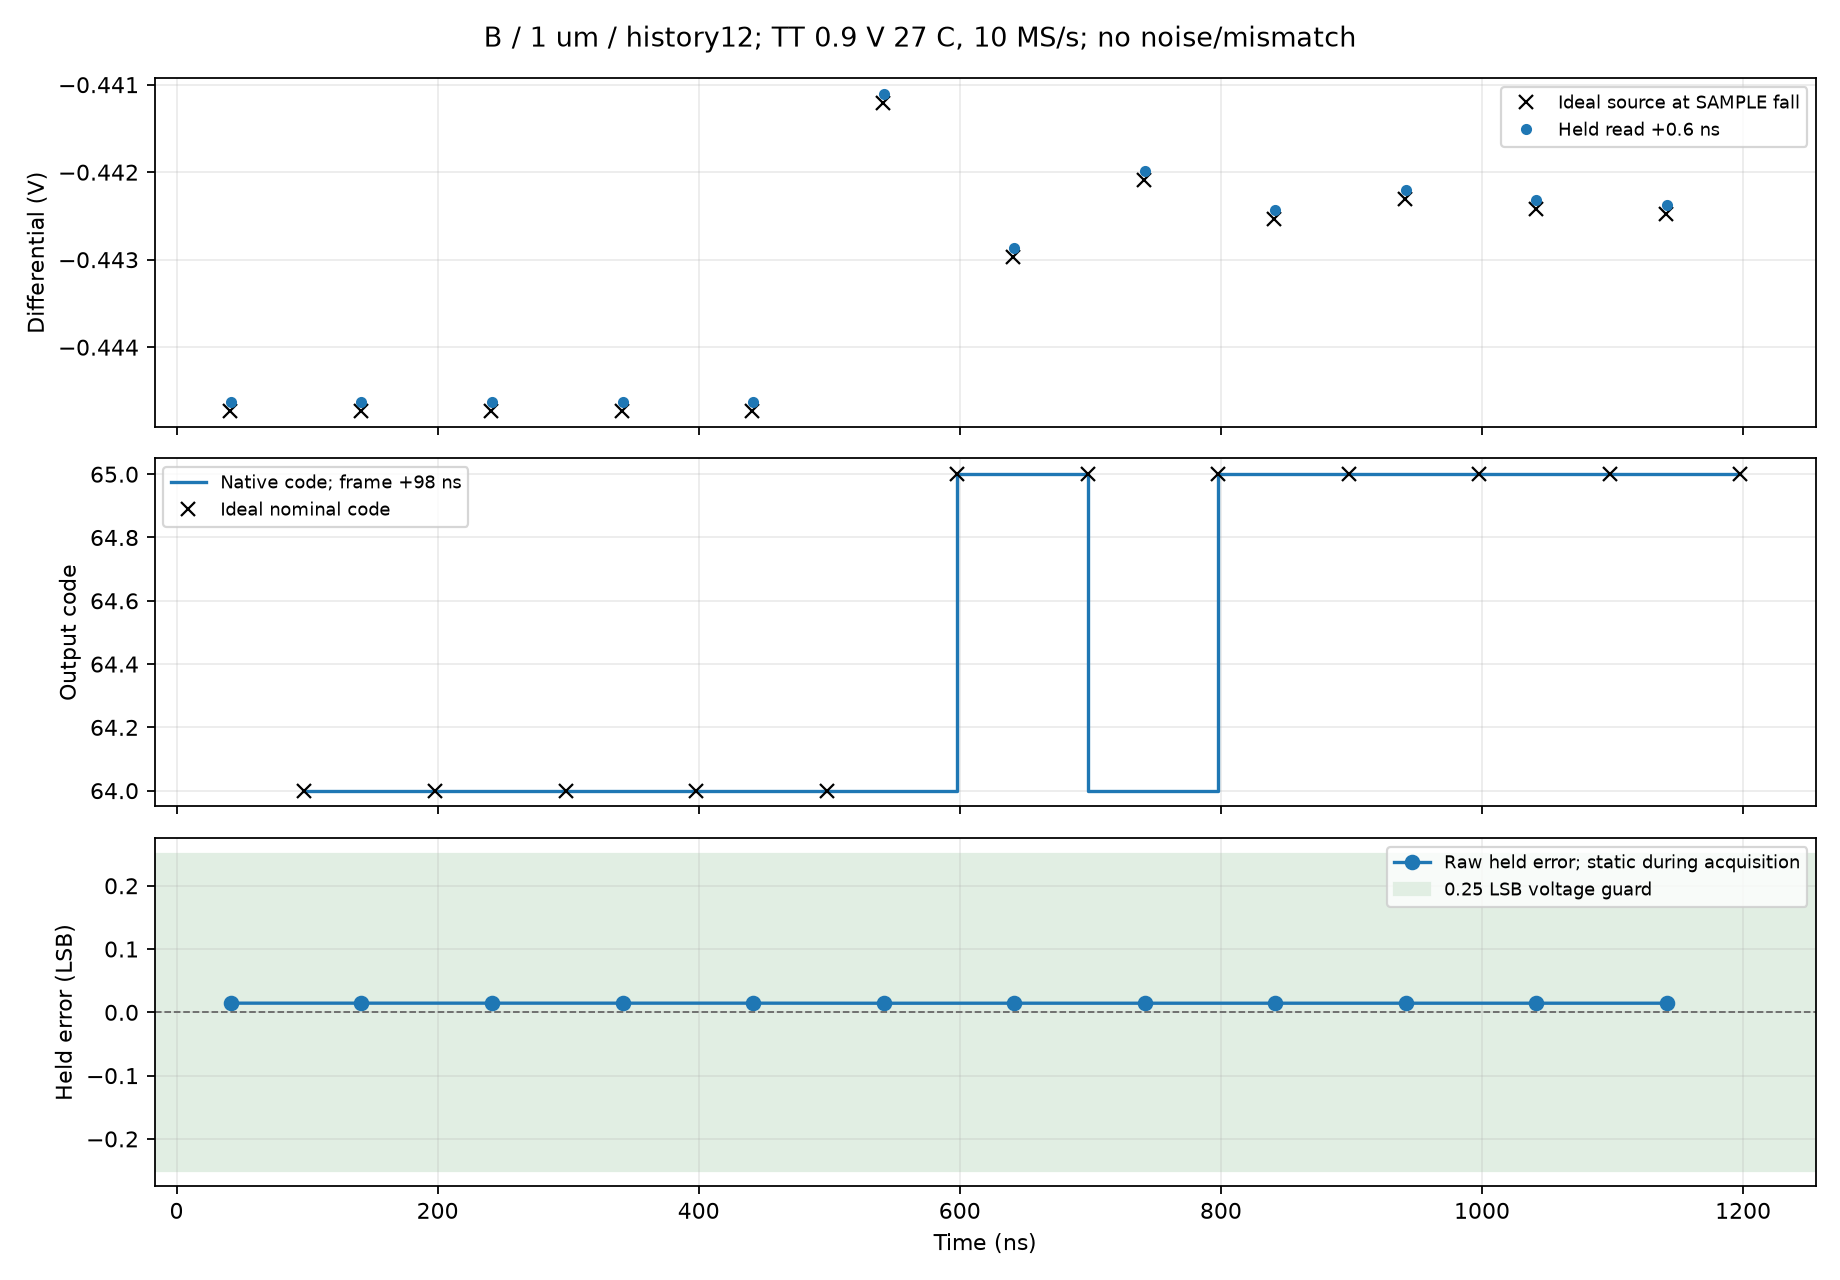 B / 1 um / history12; TT 0.9 V 27 C, 10 MS/s; no noise/mismatch
Differential (V)
−0.441
−0.442
−0.443
−0.444
Ideal source at SAMPLE fall
Held read +0.6 ns
Output code
65.0
64.8
64.6
64.4
64.2
64.0
Native code; frame +98 ns
Ideal nominal code
Held error (LSB)
0.2
0.1
0.0
−0.1
−0.2
Raw held error; static during acquisition
0.25 LSB voltage guard
0
200
400
600
800
1000
1200
Time (ns)